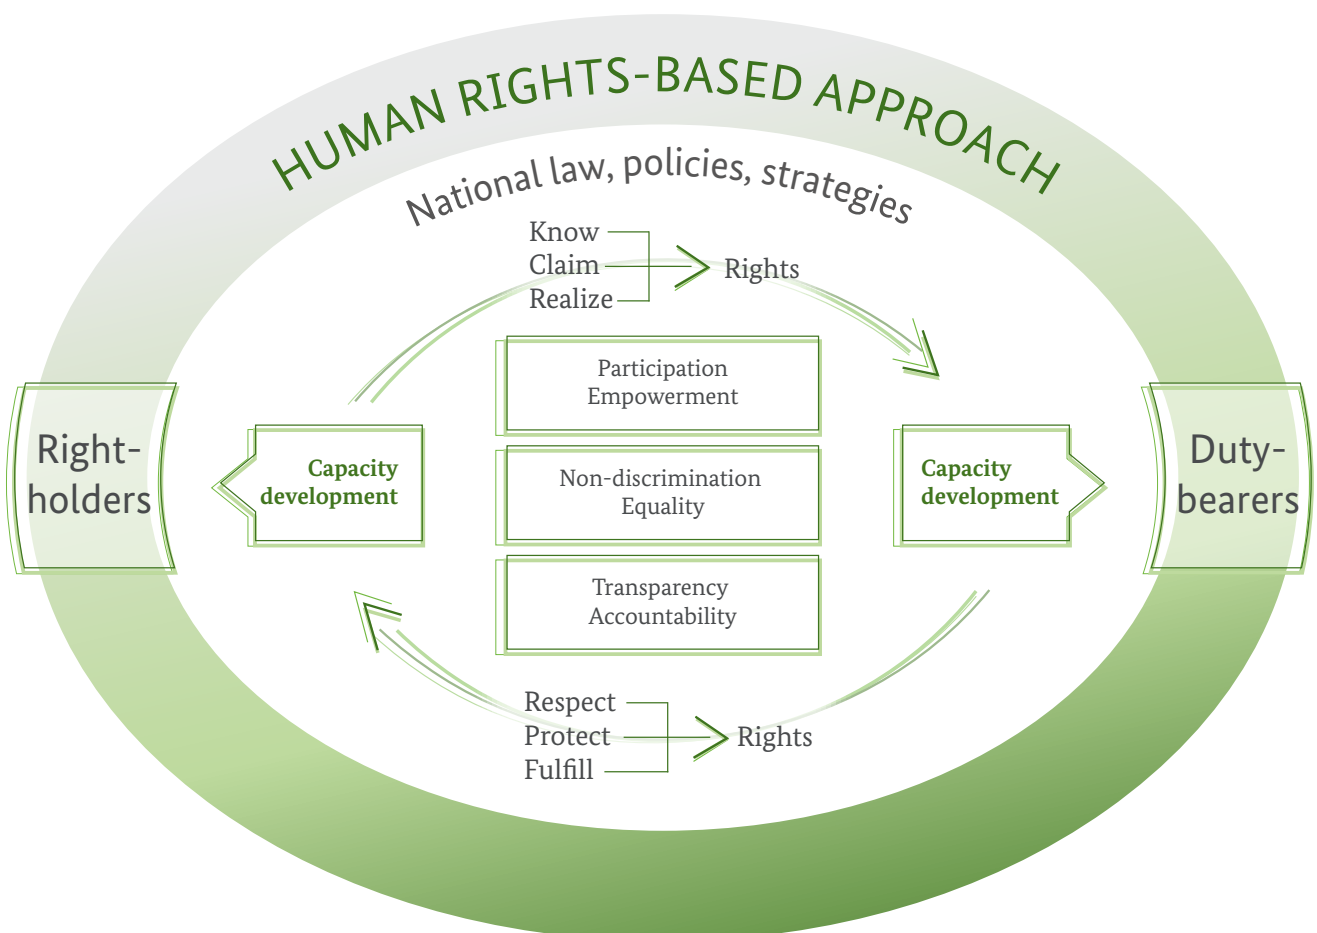 HUMAN RIGHTS-BASED APPROACH
National law, policies, strategies
Know
Claim
Realize
Rights
Participation
Empowerment
Right-
holders
Capacity
development
Non-discrimination
Equality
Capacity
development
Duty-
bearers
Transparency
Accountability
Respect
Protect
Fulfill
Rights